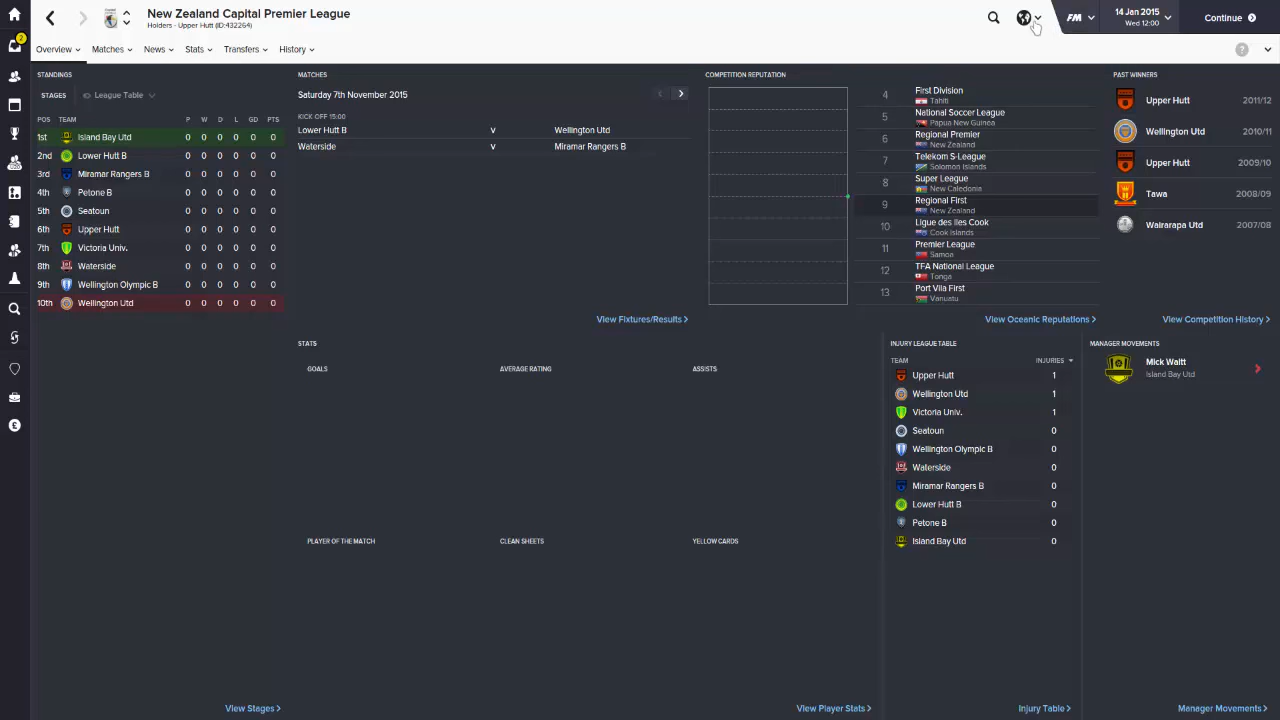 New Zealand Capital Premier League
Holders - Upper Hutt (ID:432264)
FM
14 Jan 2015
Wed 12:00
Continue
2
Overview
Matches
News
Stats
Transfers
History
?
STANDINGS
STAGES League Table
POS TEAM P W D L GD PTS
1st Island Bay Utd 0 0 0 0 0 0
2nd Lower Hutt B 0 0 0 0 0 0
3rd Miramar Rangers B 0 0 0 0 0 0
4th Petone B 0 0 0 0 0 0
5th Seatoun 0 0 0 0 0 0
6th Upper Hutt 0 0 0 0 0 0
7th Victoria Univ. 0 0 0 0 0 0
8th Waterside 0 0 0 0 0 0
9th Wellington Olympic B 0 0 0 0 0 0
10th Wellington Utd 0 0 0 0 0 0
View Stages
MATCHES
Saturday 7th November 2015
KICK OFF 15:00
Lower Hutt B v Wellington Utd
Waterside v Miramar Rangers B
View Fixtures/Results
COMPETITION REPUTATION
4 First Division
Tahiti
5 National Soccer League
Papua New Guinea
6 Regional Premier
New Zealand
7 Telekom S-League
Solomon Islands
8 Super League
New Caledonia
9 Regional First
New Zealand
10 Ligue des Iles Cook
Cook Islands
11 Premier League
Samoa
12 TFA National League
Tonga
13 Port Vila First
Vanuatu
View Oceanic Reputations
PAST WINNERS
Upper Hutt 2011/12
Wellington Utd 2010/11
Upper Hutt 2009/10
Tawa 2008/09
Wairarapa Utd 2007/08
View Competition History
STATS
GOALS
AVERAGE RATING
ASSISTS
PLAYER OF THE MATCH
CLEAN SHEETS
YELLOW CARDS
View Player Stats
INJURY LEAGUE TABLE
TEAM INJURIES
Upper Hutt 1
Wellington Utd 1
Victoria Univ. 1
Seatoun 0
Wellington Olympic B 0
Waterside 0
Miramar Rangers B 0
Lower Hutt B 0
Petone B 0
Island Bay Utd 0
Injury Table
MANAGER MOVEMENTS
Mick Waitt
Island Bay Utd
Manager Movements